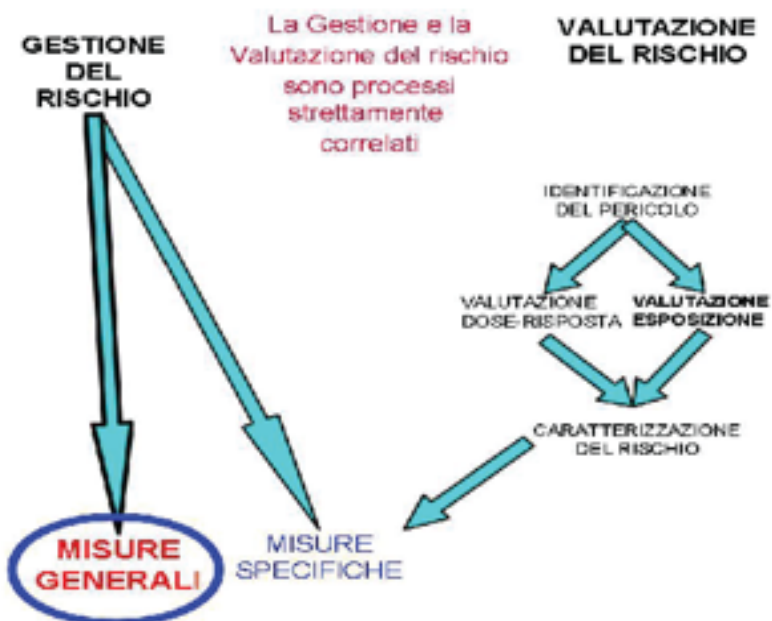 GESTIONE
DEL
RISCHIO
La Gestione e la
Valutazione del rischio
sono processi
strettamente
correlati
VALUTAZIONE
DEL RISCHIO
IDENTIFICAZIONE
DEL PERICOLO
VALUTAZIONE
DOSE-RISPOSTA
VALUTAZIONE
ESPOSIZIONE
CARATTERIZZAZIONE
DEL RISCHIO
MISURE
GENERALI
MISURE
SPECIFICHE